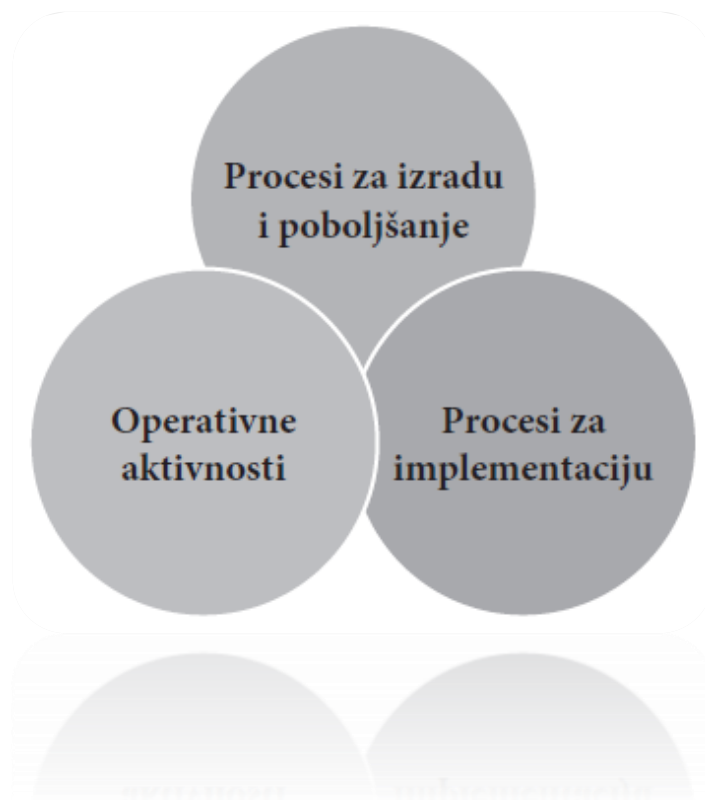 Procesi za izradu
i poboljšanje
Operativne
aktivnosti
Procesi za
implementaciju